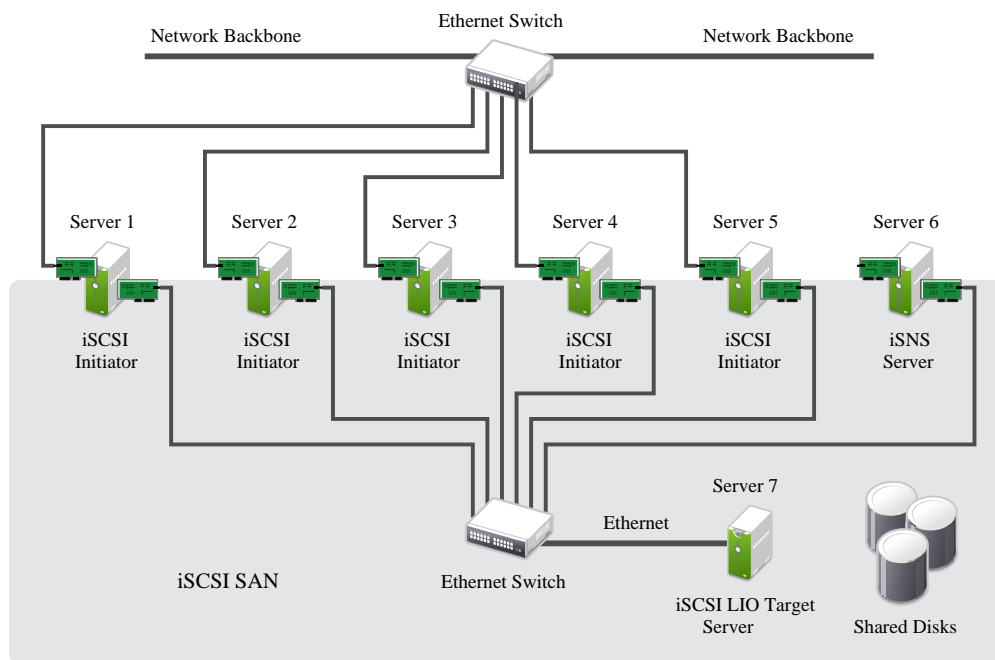 Ethernet Switch
Network Backbone
Network Backbone
Server 1
Server 2
Server 3
Server 4
Server 5
Server 6
iSCSI
Initiator
iSCSI
Initiator
iSCSI
Initiator
iSCSI
Initiator
iSCSI
Initiator
iSNS
Server
Server 7
Ethernet
iSCSI SAN
Ethernet Switch
iSCSI LIO Target
Server
Shared Disks